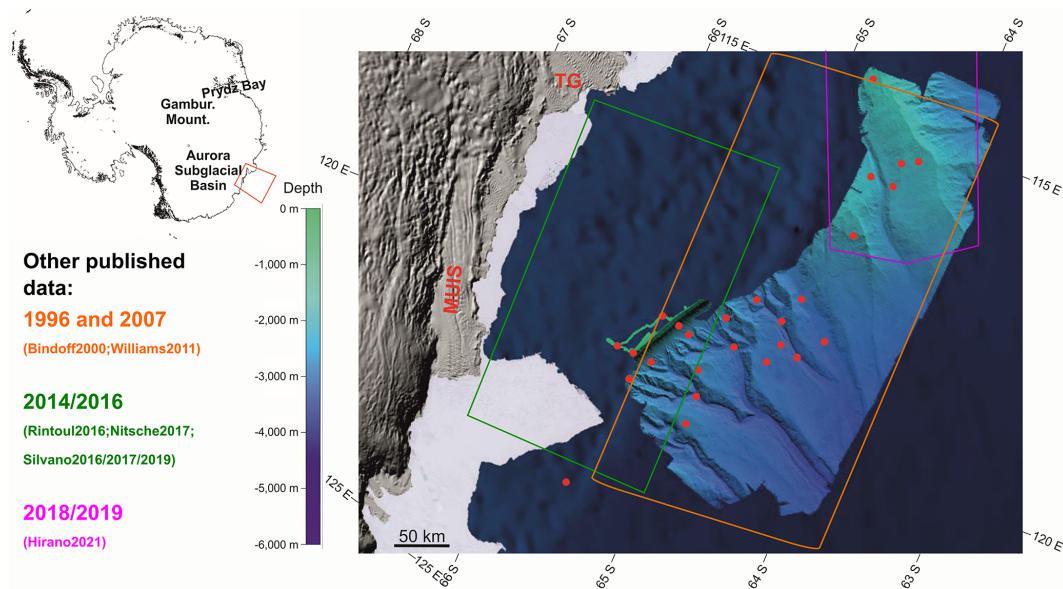 Prydz Bay
Gambur.
Mount.
Aurora
Subglacial
Basin
Depth
0 m
-1,000 m
-2,000 m
-3,000 m
-4,000 m
-5,000 m
-6,000 m
Other published
data:
1996 and 2007
(Bindoff2000;Williams2011)
2014/2016
(Rintoul2016;Nitsche2017;
Silvano2016/2017/2019)
2018/2019
(Hirano2021)
68 S
67 S
66 S
115 E
65 S
64 S
120 E
115 E
TG
MUIS
125 E
120 E
50 km
125 E
66 S
65 S
64 S
63 S